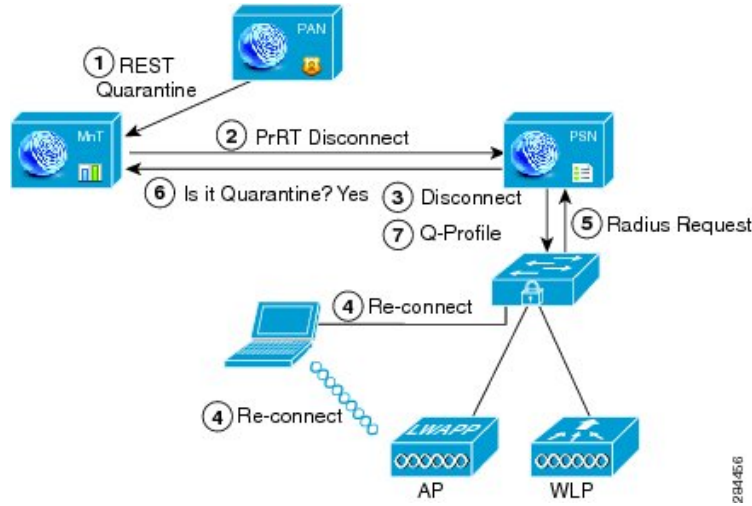 PAN
1 REST
Quarantine
MnT
2 PrRT Disconnect
PSN
6 Is it Quarantine? Yes
3 Disconnect
7 Q-Profile
5 Radius Request
4 Re-connect
4 Re-connect
LWAPP
AP
WLP
284456